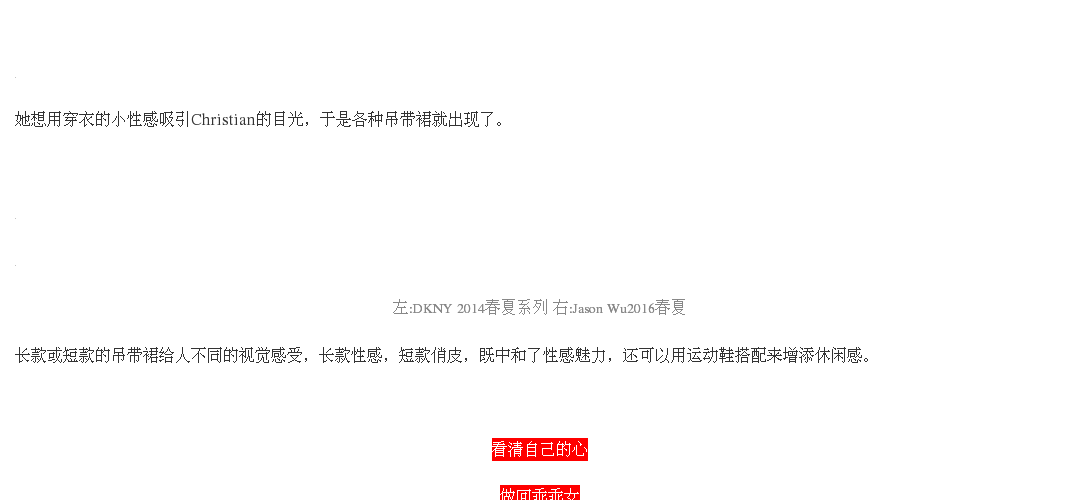 她想用穿衣的小性感吸引Christian的目光，于是各种吊带裙就出现了。
左:DKNY 2014春夏系列 右:Jason Wu2016春夏
长款或短款的吊带裙给人不同的视觉感受，长款性感，短款俏皮，既中和了性感魅力，还可以用运动鞋搭配来增添休闲感。
看清自己的心
做回乖乖女